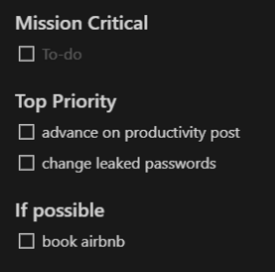 Mission Critical
To-do
Top Priority
advance on productivity post
change leaked passwords
If possible
book airbnb